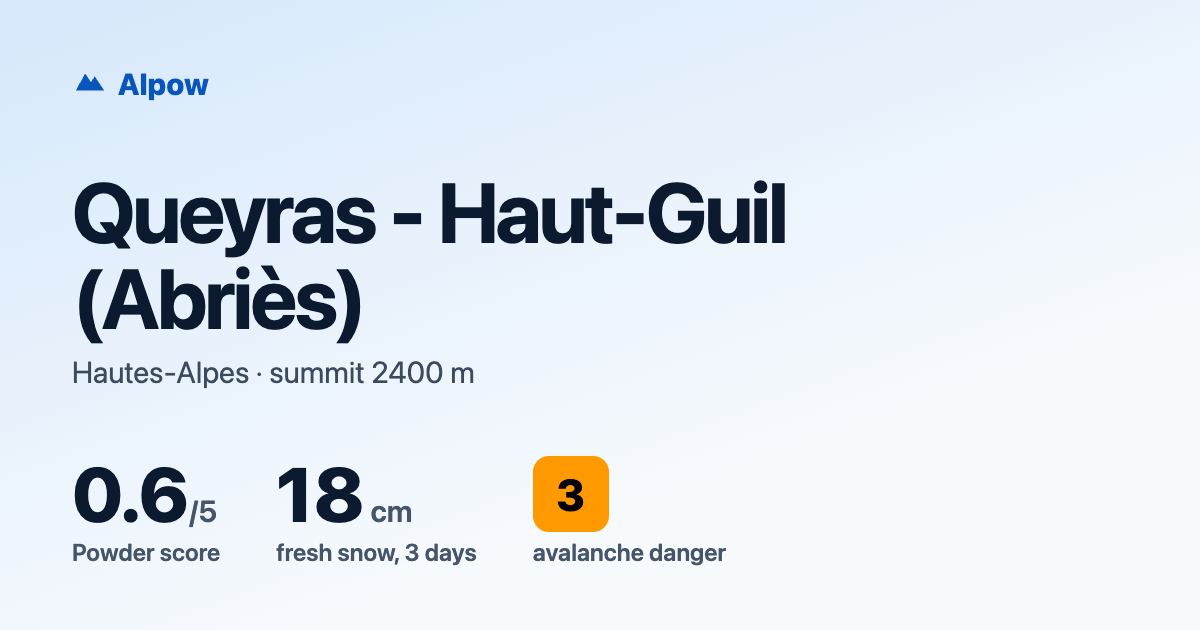 Alpow
Queyras - Haut-Guil
(Abriès)
Hautes-Alpes · summit 2400 m
0.6/5 18 cm 3
Powder score fresh snow, 3 days avalanche danger